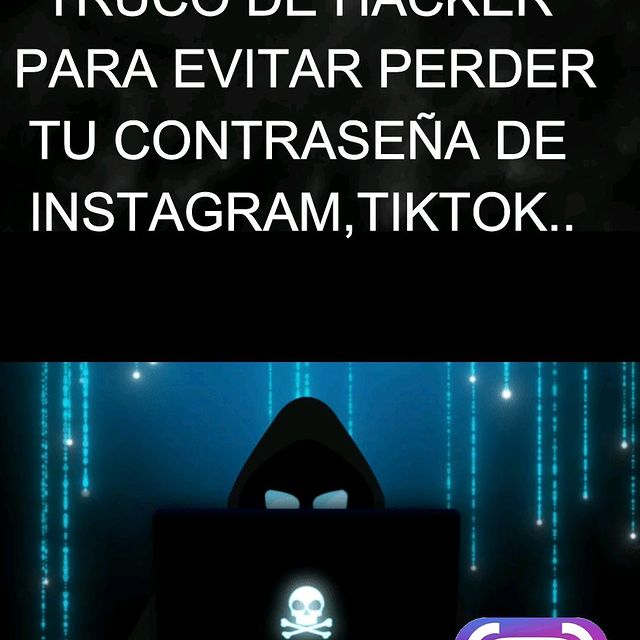 TRUCO DE HACKER
PARA EVITAR PERDER
TU CONTRASEÑA DE
INSTAGRAM,TIKTOK..